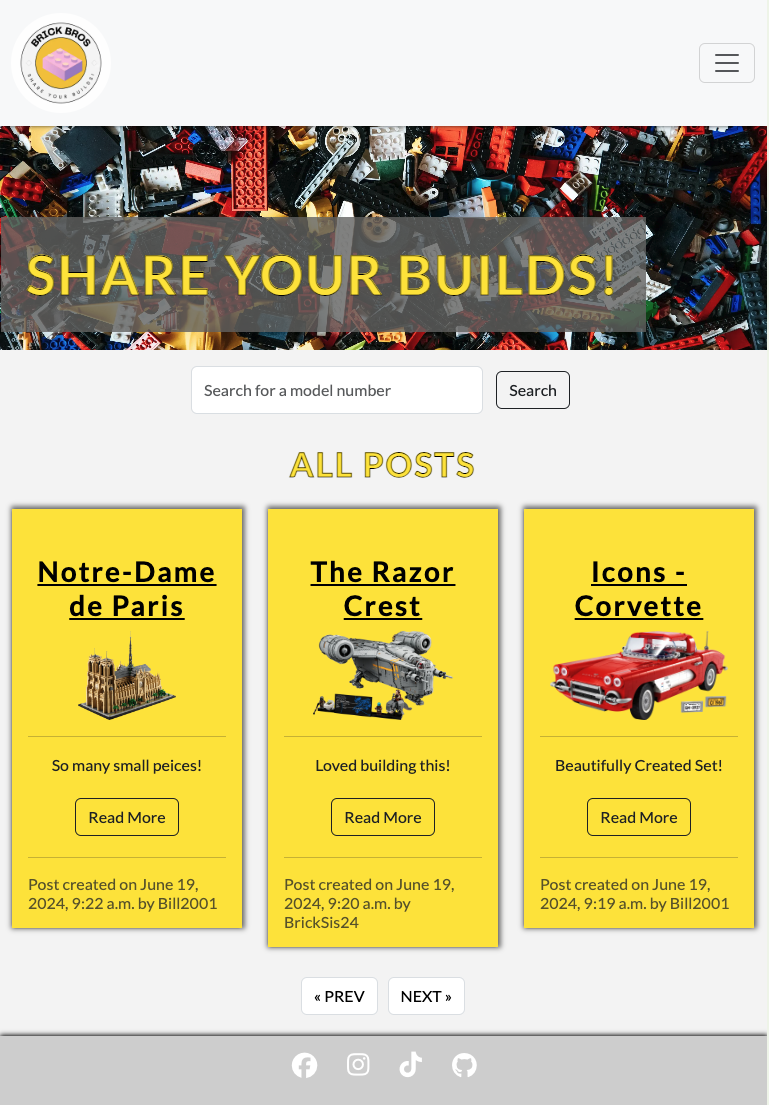 BRICK BROS
SHARE YOUR BUILDS!
SHARE YOUR BUILDS!
Search for a model number
Search
ALL POSTS
Notre-Dame
de Paris
So many small peices!
Read More
Post created on June 19,
2024, 9:22 a.m. by Bill2001
The Razor
Crest
Loved building this!
Read More
Post created on June 19,
2024, 9:20 a.m. by
BrickSis24
Icons -
Corvette
Beautifully Created Set!
Read More
Post created on June 19,
2024, 9:19 a.m. by Bill2001
« PREV
NEXT »